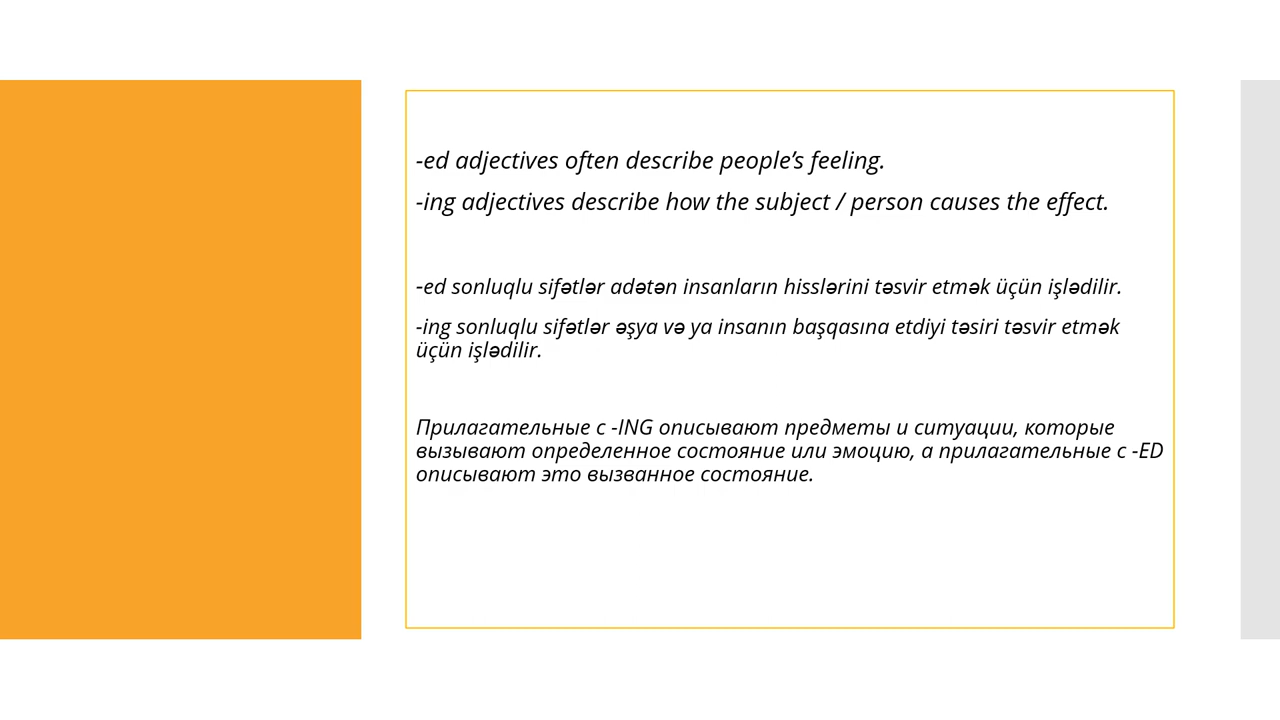 -ed adjectives often describe people’s feeling.
-ing adjectives describe how the subject / person causes the effect.
-ed sonluqlu sifətlər adətən insanların hisslərini təsvir etmək üçün işlədilir.
-ing sonluqlu sifətlər əşya və ya insanın başqasına etdiyi təsiri təsvir etmək
üçün işlədilir.
Прилагательные с -ING описывают предметы и ситуации, которые
вызывают определенное состояние или эмоцию, а прилагательные с -ED
описывают это вызванное состояние.